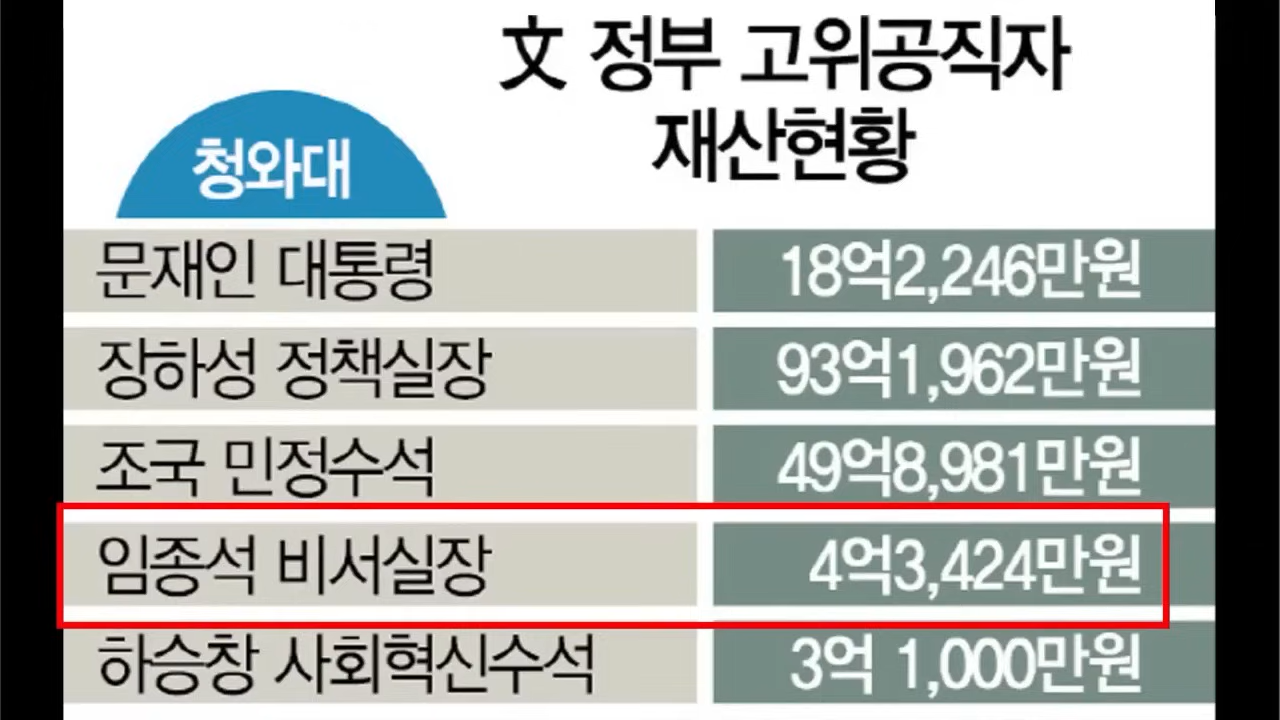 文 정부 고위공직자
재산현황
청와대
문재인 대통령 18억2,246만원
장하성 정책실장 93억1,962만원
조국 민정수석 49억8,981만원
임종석 비서실장 4억3,424만원
하승창 사회혁신수석 3억 1,000만원